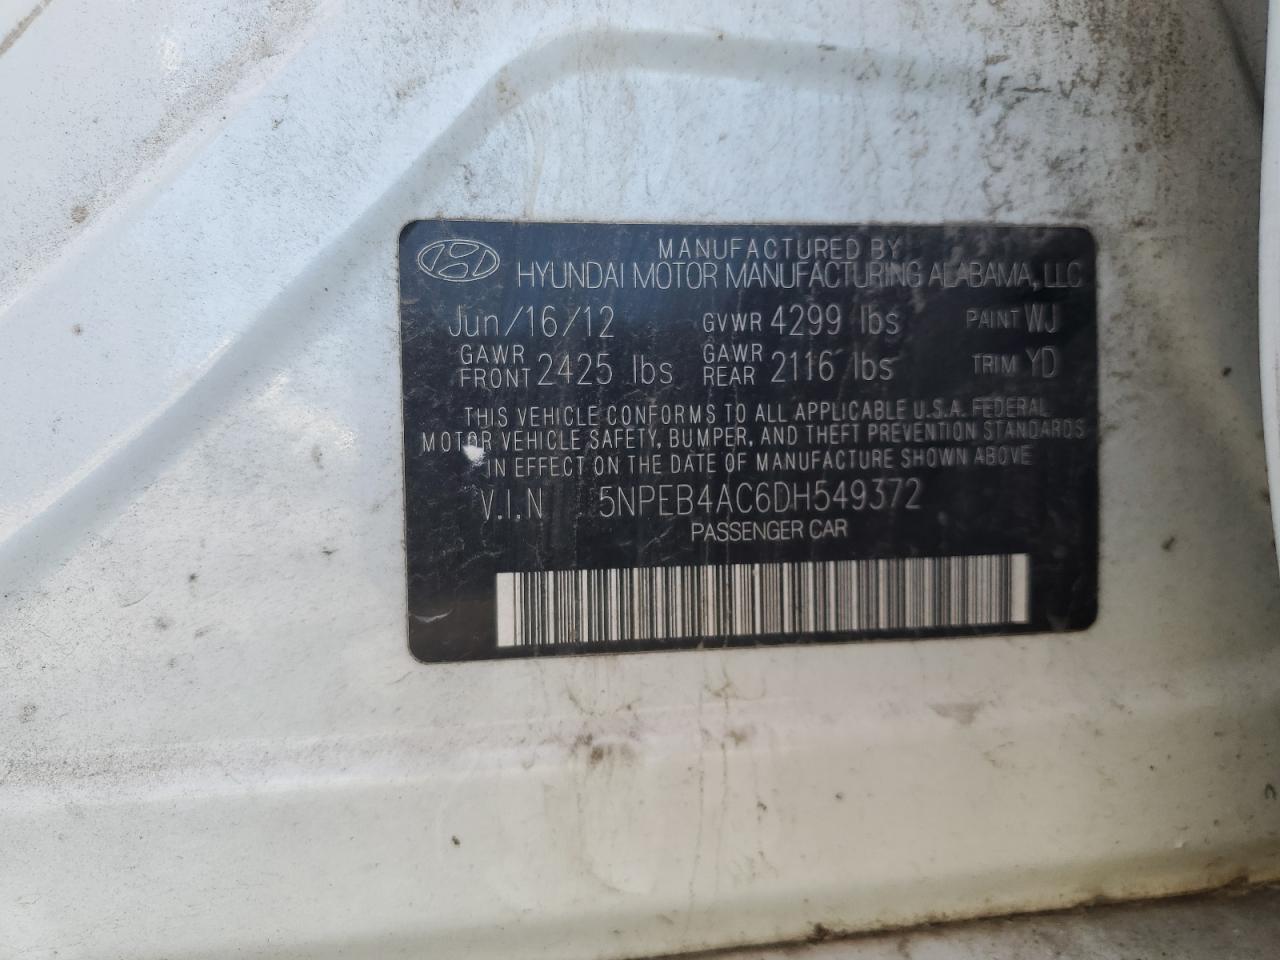 MANUFACTURED BY
HYUNDAI MOTOR MANUFACTURING ALABAMA, LLC
Jun/16/12 GVWR 4299 lbs PAINT WJ
GAWR FRONT 2425 lbs GAWR REAR 2116 lbs TRIM YD
THIS VEHICLE CONFORMS TO ALL APPLICABLE U.S.A. FEDERAL
MOTOR VEHICLE SAFETY, BUMPER, AND THEFT PREVENTION STANDARDS
IN EFFECT ON THE DATE OF MANUFACTURE SHOWN ABOVE
V.I.N 5NPEB4AC6DH549372
PASSENGER CAR